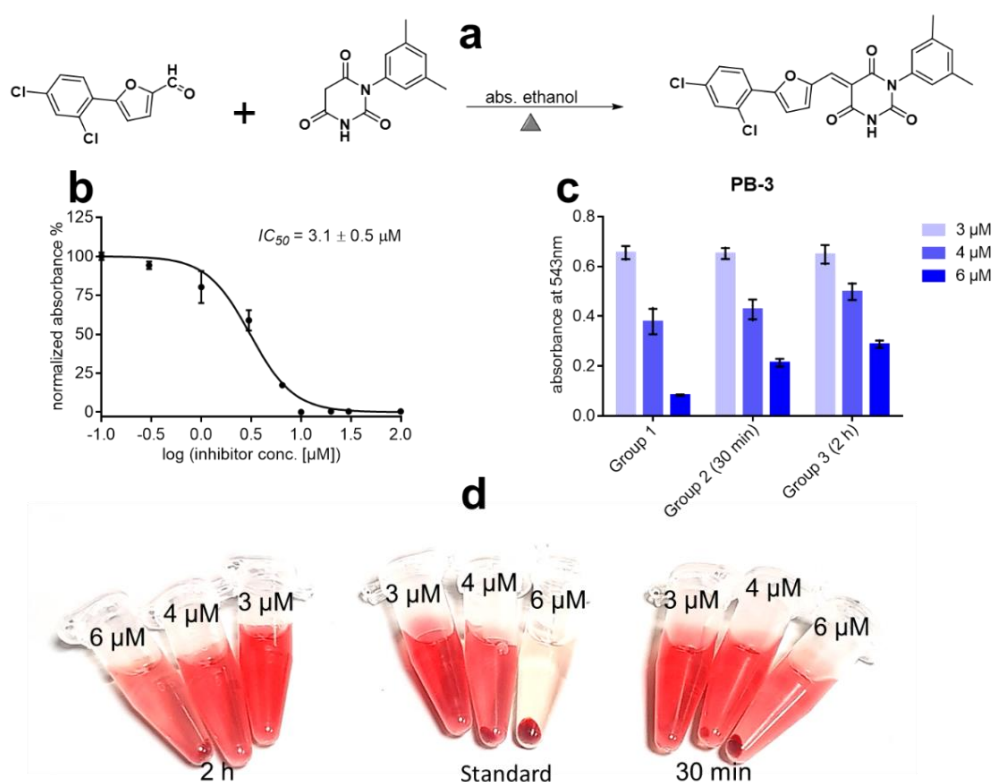 a
H
O
O
Cl
Cl
+
O
N
O
N
H
O
abs. ethanol
Cl
Cl
O
O
N
O
N
H
O
b
IC50 = 3.1 ± 0.5 µM
normalized absorbance %
125
100
75
50
25
0
-1.0 -0.5 0.0 0.5 1.0 1.5 2.0
log (inhibitor conc. [µM])
c
PB-3
absorbance at 543nm
0.8
0.6
0.4
0.2
0.0
Group 1
Group 2 (30 min)
Group 3 (2 h)
3 µM
4 µM
6 µM
d
6 µM
4 µM
3 µM
2 h
3 µM
4 µM
6 µM
Standard
3 µM
4 µM
6 µM
30 min